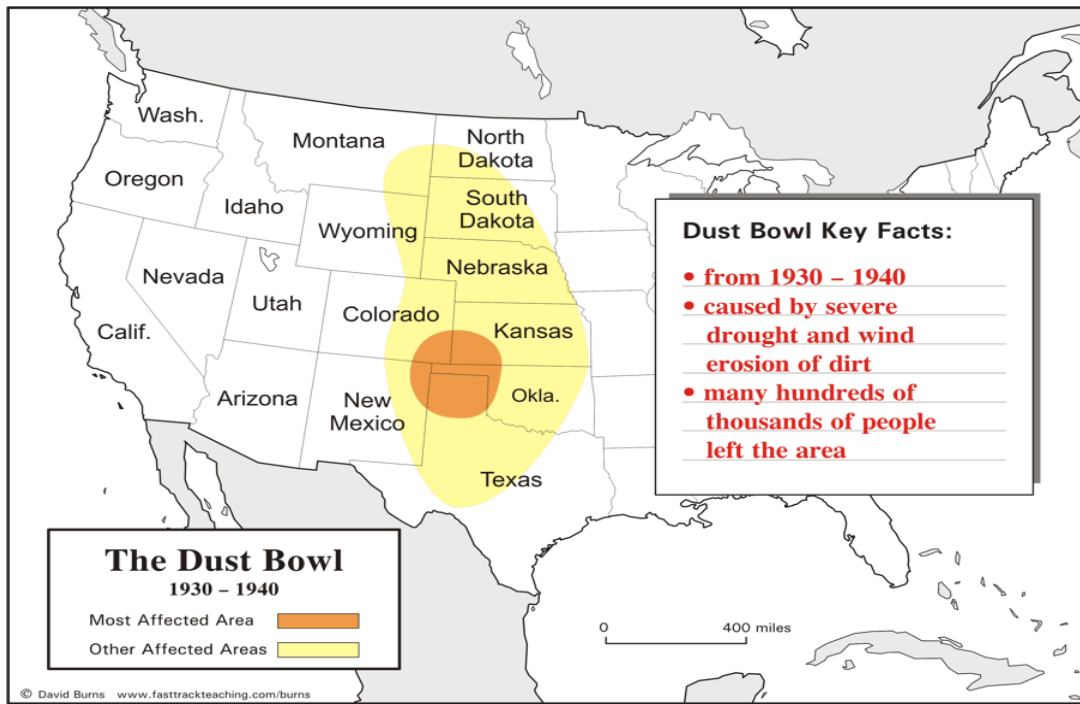 Wash.
Montana
North
Dakota
Oregon
South
Dakota
Idaho
Wyoming
Nebraska
Nevada
Utah
Colorado
Kansas
Calif.
Arizona
New
Mexico
Okla.
Texas
Dust Bowl Key Facts:
• from 1930 – 1940
• caused by severe
drought and wind
erosion of dirt
• many hundreds of
thousands of people
left the area
The Dust Bowl
1930 – 1940
Most Affected Area
Other Affected Areas
0 400 miles
© David Burns www.fasttrackteaching.com/burns